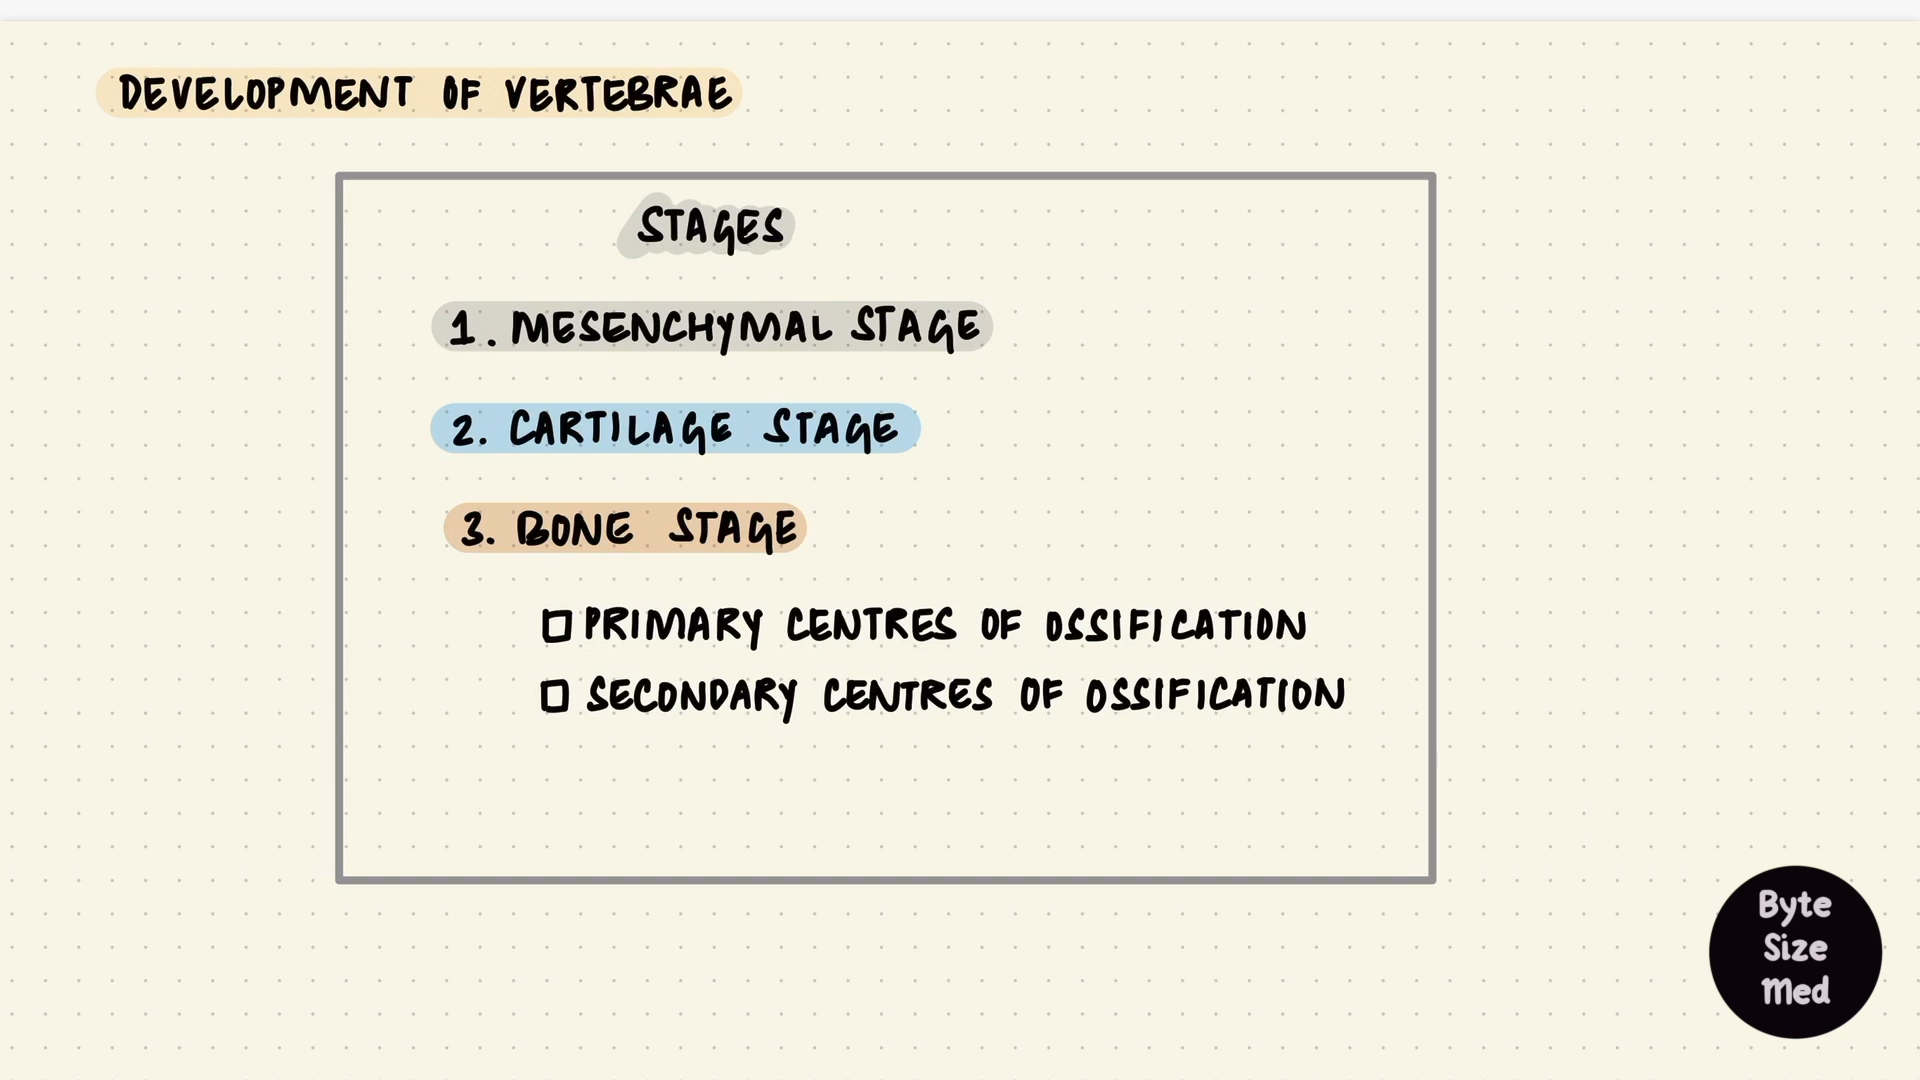 DEVELOPMENT OF VERTEBRAE
STAGES
1. MESENCHYMAL STAGE
2. CARTILAGE STAGE
3. BONE STAGE
PRIMARY CENTRES OF OSSIFICATION
SECONDARY CENTRES OF OSSIFICATION
Byte
Size
Med